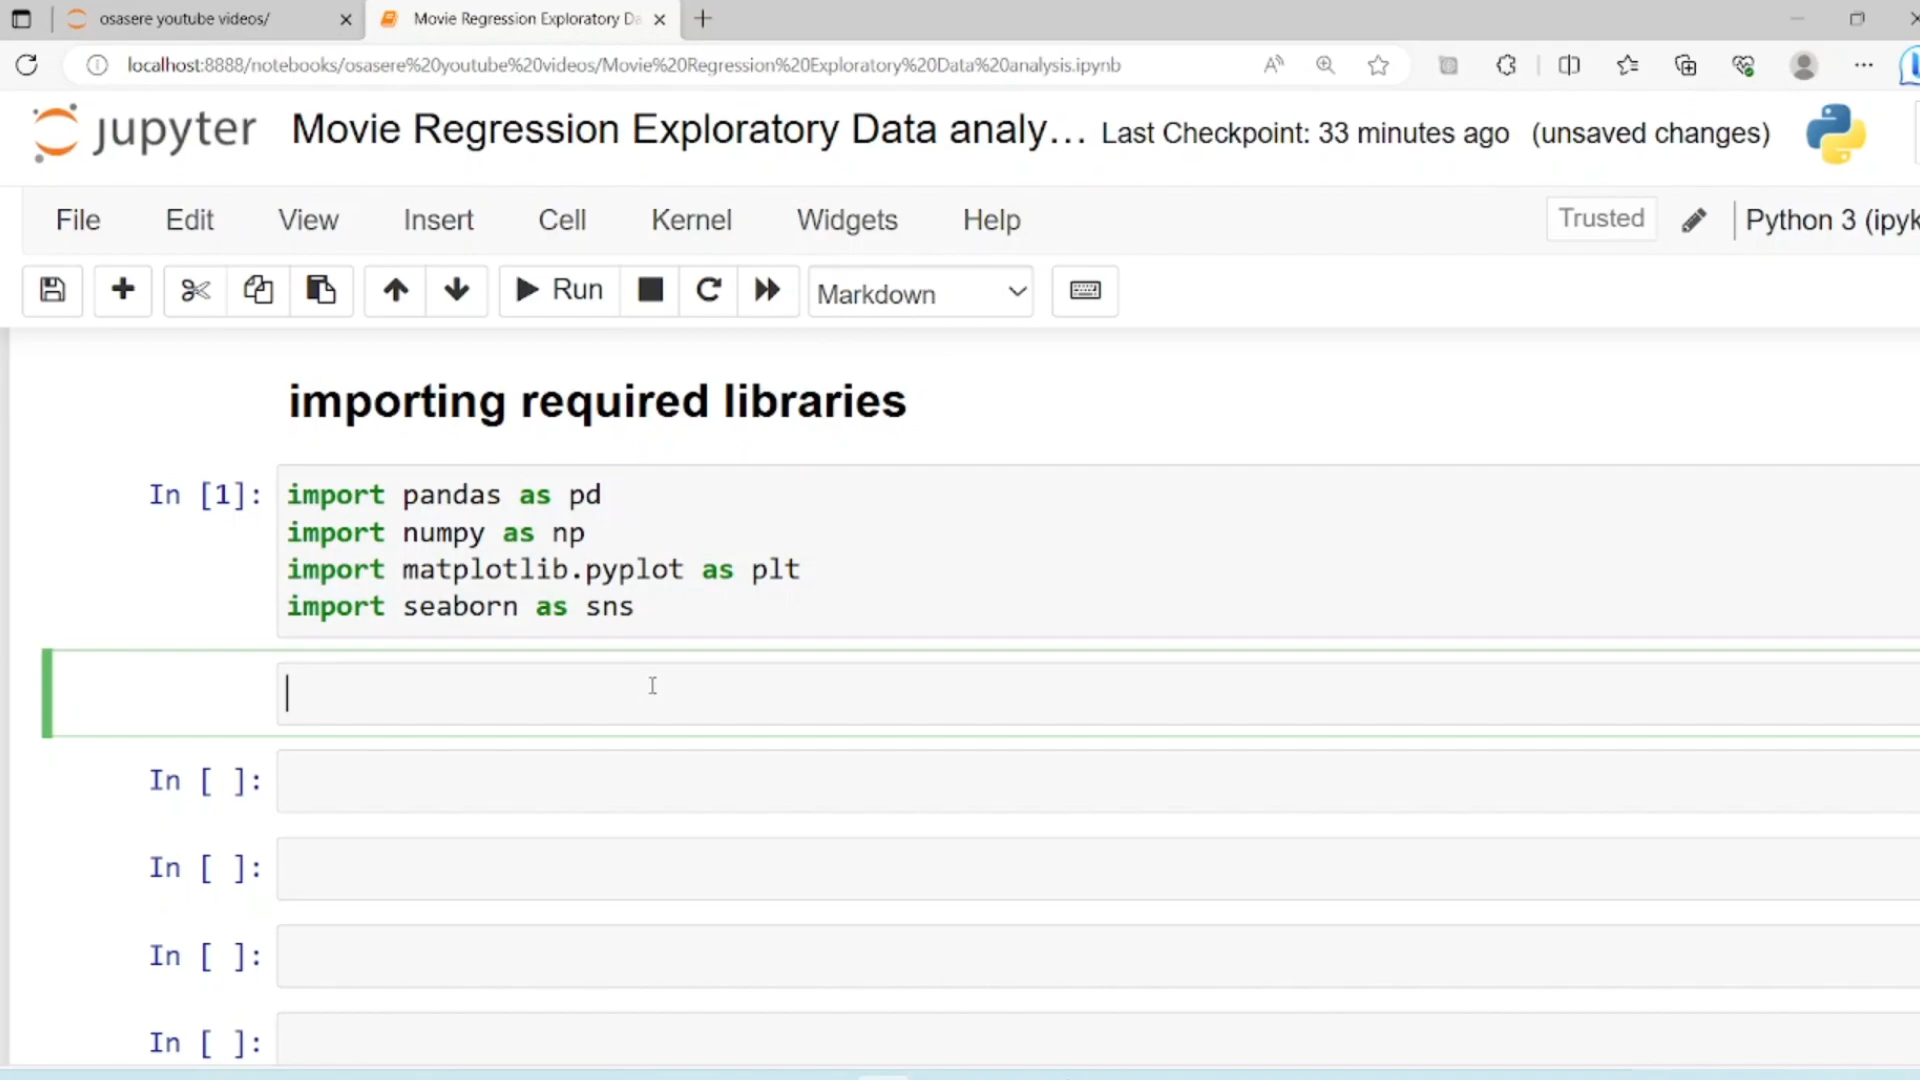 osasere youtube videos/
Movie Regression Exploratory Da
localhost:8888/notebooks/osasere%20youtube%20videos/Movie%20Regression%20Exploratory%20Data%20analysis.ipynb
jupyter Movie Regression Exploratory Data analy... Last Checkpoint: 33 minutes ago (unsaved changes)
File Edit View Insert Cell Kernel Widgets Help Trusted Python 3 (ipyk
Run Markdown
importing required libraries
In [1]: import pandas as pd
import numpy as np
import matplotlib.pyplot as plt
import seaborn as sns
In [ ]:
In [ ]:
In [ ]:
In [ ]: